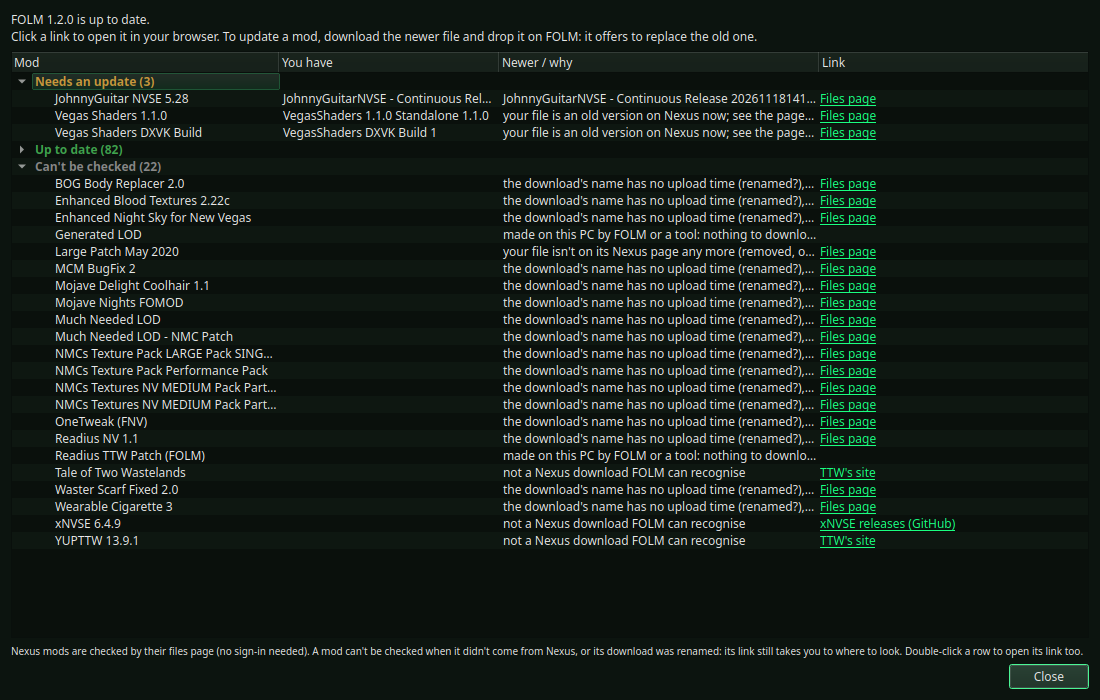 FOLM 1.2.0 is up to date.
Click a link to open it in your browser. To update a mod, download the newer file and drop it on FOLM: it offers to replace the old one.
Mod You have Newer / why Link
Needs an update (3)
JohnnyGuitar NVSE 5.28 JohnnyGuitarNVSE - Continuous Rel... JohnnyGuitarNVSE - Continuous Release 20261118141... Files page
Vegas Shaders 1.1.0 VegasShaders 1.1.0 Standalone 1.1.0 your file is an old version on Nexus now; see the page... Files page
Vegas Shaders DXVK Build VegasShaders DXVK Build 1 your file is an old version on Nexus now; see the page... Files page
Up to date (82)
Can't be checked (22)
BOG Body Replacer 2.0 the download's name has no upload time (renamed?),... Files page
Enhanced Blood Textures 2.22c the download's name has no upload time (renamed?),... Files page
Enhanced Night Sky for New Vegas the download's name has no upload time (renamed?),... Files page
Generated LOD made on this PC by FOLM or a tool: nothing to downlo...
Large Patch May 2020 your file isn't on its Nexus page any more (removed, o... Files page
MCM BugFix 2 the download's name has no upload time (renamed?),... Files page
Mojave Delight Coolhair 1.1 the download's name has no upload time (renamed?),... Files page
Mojave Nights FOMOD the download's name has no upload time (renamed?),... Files page
Much Needed LOD the download's name has no upload time (renamed?),... Files page
Much Needed LOD - NMC Patch the download's name has no upload time (renamed?),... Files page
NMCs Texture Pack LARGE Pack SING... the download's name has no upload time (renamed?),... Files page
NMCs Texture Pack Performance Pack the download's name has no upload time (renamed?),... Files page
NMCs Textures NV MEDIUM Pack Part... the download's name has no upload time (renamed?),... Files page
NMCs Textures NV MEDIUM Pack Part... the download's name has no upload time (renamed?),... Files page
OneTweak (FNV) the download's name has no upload time (renamed?),... Files page
Readius NV 1.1 the download's name has no upload time (renamed?),... Files page
Readius TTW Patch (FOLM) made on this PC by FOLM or a tool: nothing to downlo...
Tale of Two Wastelands not a Nexus download FOLM can recognise TTW's site
Waster Scarf Fixed 2.0 the download's name has no upload time (renamed?),... Files page
Wearable Cigarette 3 the download's name has no upload time (renamed?),... Files page
xNVSE 6.4.9 not a Nexus download FOLM can recognise xNVSE releases (GitHub)
YUPTTW 13.9.1 not a Nexus download FOLM can recognise TTW's site
Nexus mods are checked by their files page (no sign-in needed). A mod can't be checked when it didn't come from Nexus, or its download was renamed: its link still takes you to where to look. Double-click a row to open its link too.
Close